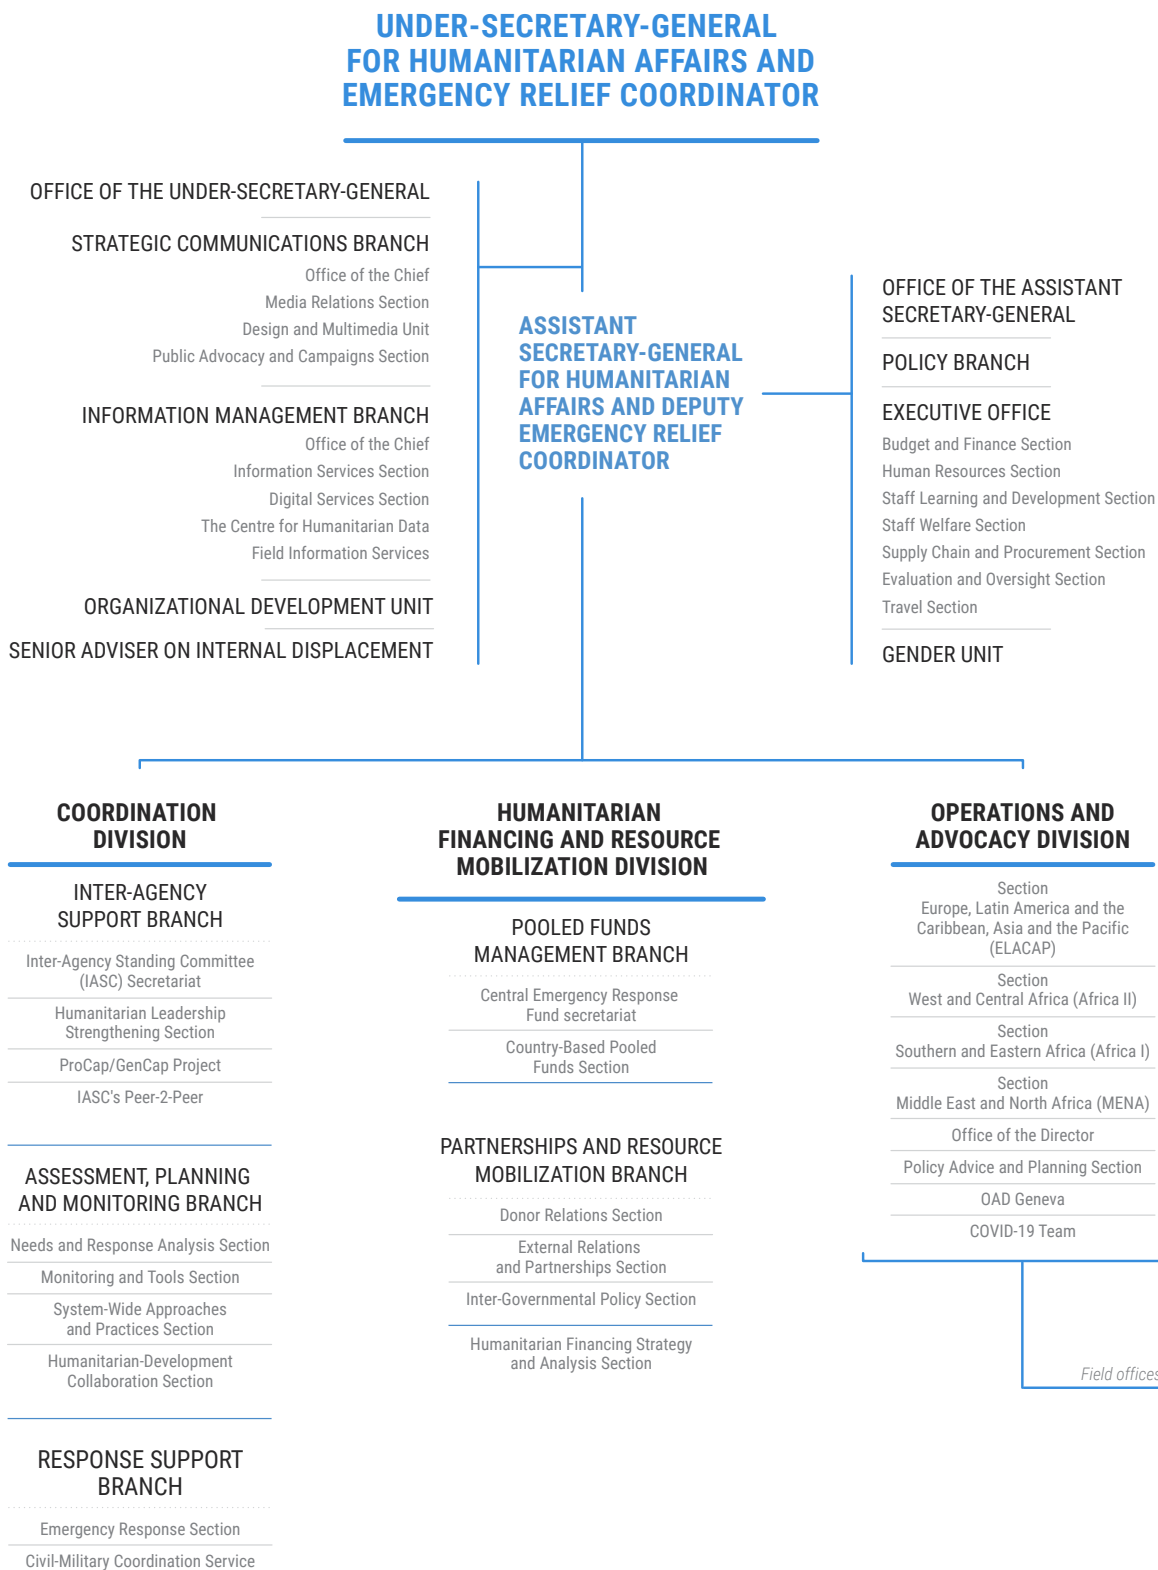 UNDER-SECRETARY-GENERAL
FOR HUMANITARIAN AFFAIRS AND
EMERGENCY RELIEF COORDINATOR
OFFICE OF THE UNDER-SECRETARY-GENERAL
STRATEGIC COMMUNICATIONS BRANCH
Office of the Chief
Media Relations Section
Design and Multimedia Unit
Public Advocacy and Campaigns Section
INFORMATION MANAGEMENT BRANCH
Office of the Chief
Information Services Section
Digital Services Section
The Centre for Humanitarian Data
Field Information Services
ORGANIZATIONAL DEVELOPMENT UNIT
SENIOR ADVISER ON INTERNAL DISPLACEMENT
ASSISTANT
SECRETARY-GENERAL
FOR HUMANITARIAN
AFFAIRS AND DEPUTY
EMERGENCY RELIEF
COORDINATOR
OFFICE OF THE ASSISTANT
SECRETARY-GENERAL
POLICY BRANCH
EXECUTIVE OFFICE
Budget and Finance Section
Human Resources Section
Staff Learning and Development Section
Staff Welfare Section
Supply Chain and Procurement Section
Evaluation and Oversight Section
Travel Section
GENDER UNIT
COORDINATION
DIVISION
INTER-AGENCY
SUPPORT BRANCH
Inter-Agency Standing Committee
(IASC) Secretariat
Humanitarian Leadership
Strengthening Section
ProCap/GenCap Project
IASC's Peer-2-Peer
ASSESSMENT, PLANNING
AND MONITORING BRANCH
Needs and Response Analysis Section
Monitoring and Tools Section
System-Wide Approaches
and Practices Section
Humanitarian-Development
Collaboration Section
RESPONSE SUPPORT
BRANCH
Emergency Response Section
Civil-Military Coordination Service
HUMANITARIAN
FINANCING AND RESOURCE
MOBILIZATION DIVISION
POOLED FUNDS
MANAGEMENT BRANCH
Central Emergency Response
Fund secretariat
Country-Based Pooled
Funds Section
PARTNERSHIPS AND RESOURCE
MOBILIZATION BRANCH
Donor Relations Section
External Relations
and Partnerships Section
Inter-Governmental Policy Section
Humanitarian Financing Strategy
and Analysis Section
OPERATIONS AND
ADVOCACY DIVISION
Section
Europe, Latin America and the
Caribbean, Asia and the Pacific
(ELACAP)
Section
West and Central Africa (Africa II)
Section
Southern and Eastern Africa (Africa I)
Section
Middle East and North Africa (MENA)
Office of the Director
Policy Advice and Planning Section
OAD Geneva
COVID-19 Team
Field offices